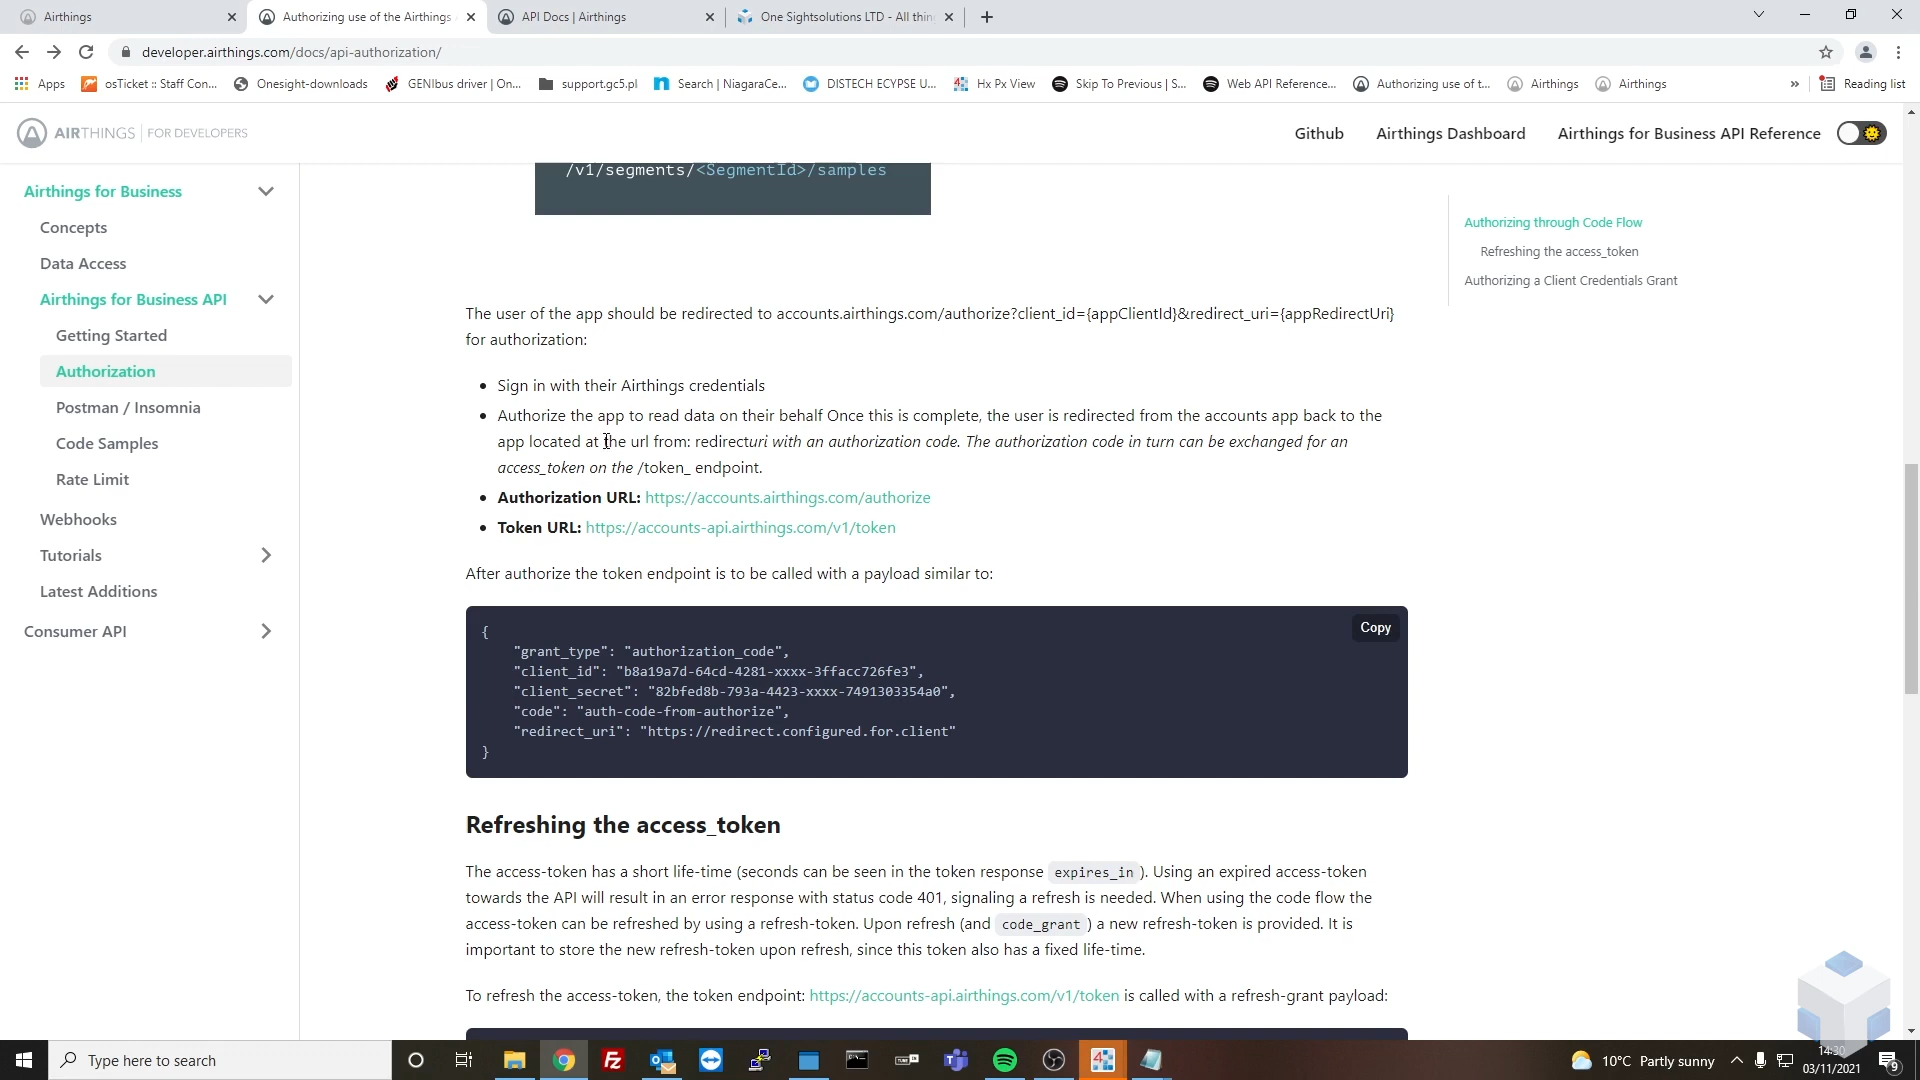 Airthings
Authorizing use of the Airthings
API Docs | Airthings
One Sightsolutions LTD - All thin
developer.airthings.com/docs/api-authorization/
Apps
osTicket :: Staff Con...
Onesight-downloads
GENIbus driver | On...
support.gc5.pl
Search | NiagaraCe...
DISTECH ECYPSE U...
Hx Px View
Skip To Previous | S...
Web API Reference...
Authorizing use of t...
Airthings
Airthings
»
Reading list
AIRTHINGS | FOR DEVELOPERS
Github
Airthings Dashboard
Airthings for Business API Reference
Airthings for Business
Concepts
Data Access
Airthings for Business API
Getting Started
Authorization
Postman / Insomnia
Code Samples
Rate Limit
Webhooks
Tutorials
Latest Additions
Consumer API
/v1/segments/<SegmentId>/samples
The user of the app should be redirected to accounts.airthings.com/authorize?client_id={appClientId}&redirect_uri={appRedirectUri}
for authorization:
• Sign in with their Airthings credentials
• Authorize the app to read data on their behalf Once this is complete, the user is redirected from the accounts app back to the
app located at the url from: redirecturi with an authorization code. The authorization code in turn can be exchanged for an
access_token on the /token_ endpoint.
• Authorization URL: https://accounts.airthings.com/authorize
• Token URL: https://accounts-api.airthings.com/v1/token
After authorize the token endpoint is to be called with a payload similar to:
Copy
{
"grant_type": "authorization_code",
"client_id": "b8a19a7d-64cd-4281-xxxx-3ffacc726fe3",
"client_secret": "82bfed8b-793a-4423-xxxx-7491303354a0",
"code": "auth-code-from-authorize",
"redirect_uri": "https://redirect.configured.for.client"
}
Refreshing the access_token
The access-token has a short life-time (seconds can be seen in the token response expires_in ). Using an expired access-token
towards the API will result in an error response with status code 401, signaling a refresh is needed. When using the code flow the
access-token can be refreshed by using a refresh-token. Upon refresh (and code_grant ) a new refresh-token is provided. It is
important to store the new refresh-token upon refresh, since this token also has a fixed life-time.
To refresh the access-token, the token endpoint: https://accounts-api.airthings.com/v1/token is called with a refresh-grant payload:
Authorizing through Code Flow
Refreshing the access_token
Authorizing a Client Credentials Grant
Type here to search
10°C Partly sunny
14:30
03/11/2021
9